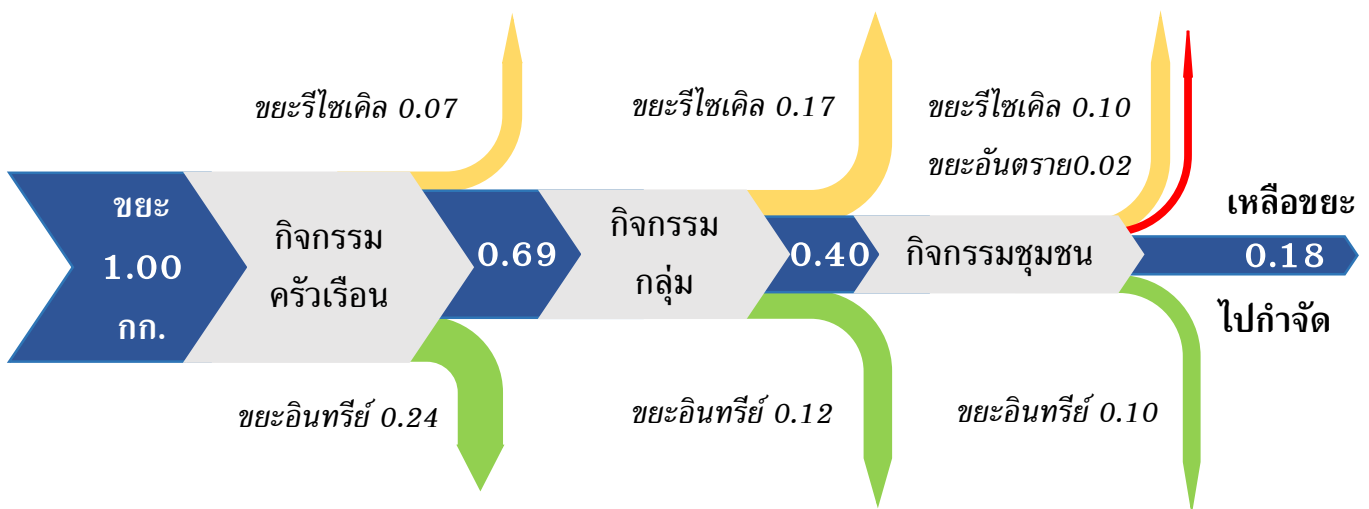 ขยะรีไซเคิล 0.07
ขยะรีไซเคิล 0.17
ขยะรีไซเคิล 0.10
ขยะอันตราย0.02
ขยะ
1.00
กก.
กิจกรรม
ครัวเรือน
0.69
กิจกรรม
กลุ่ม
0.40
กิจกรรมชุมชน
เหลือขยะ
0.18
ไปกำจัด
ขยะอินทรีย์ 0.24
ขยะอินทรีย์ 0.12
ขยะอินทรีย์ 0.10